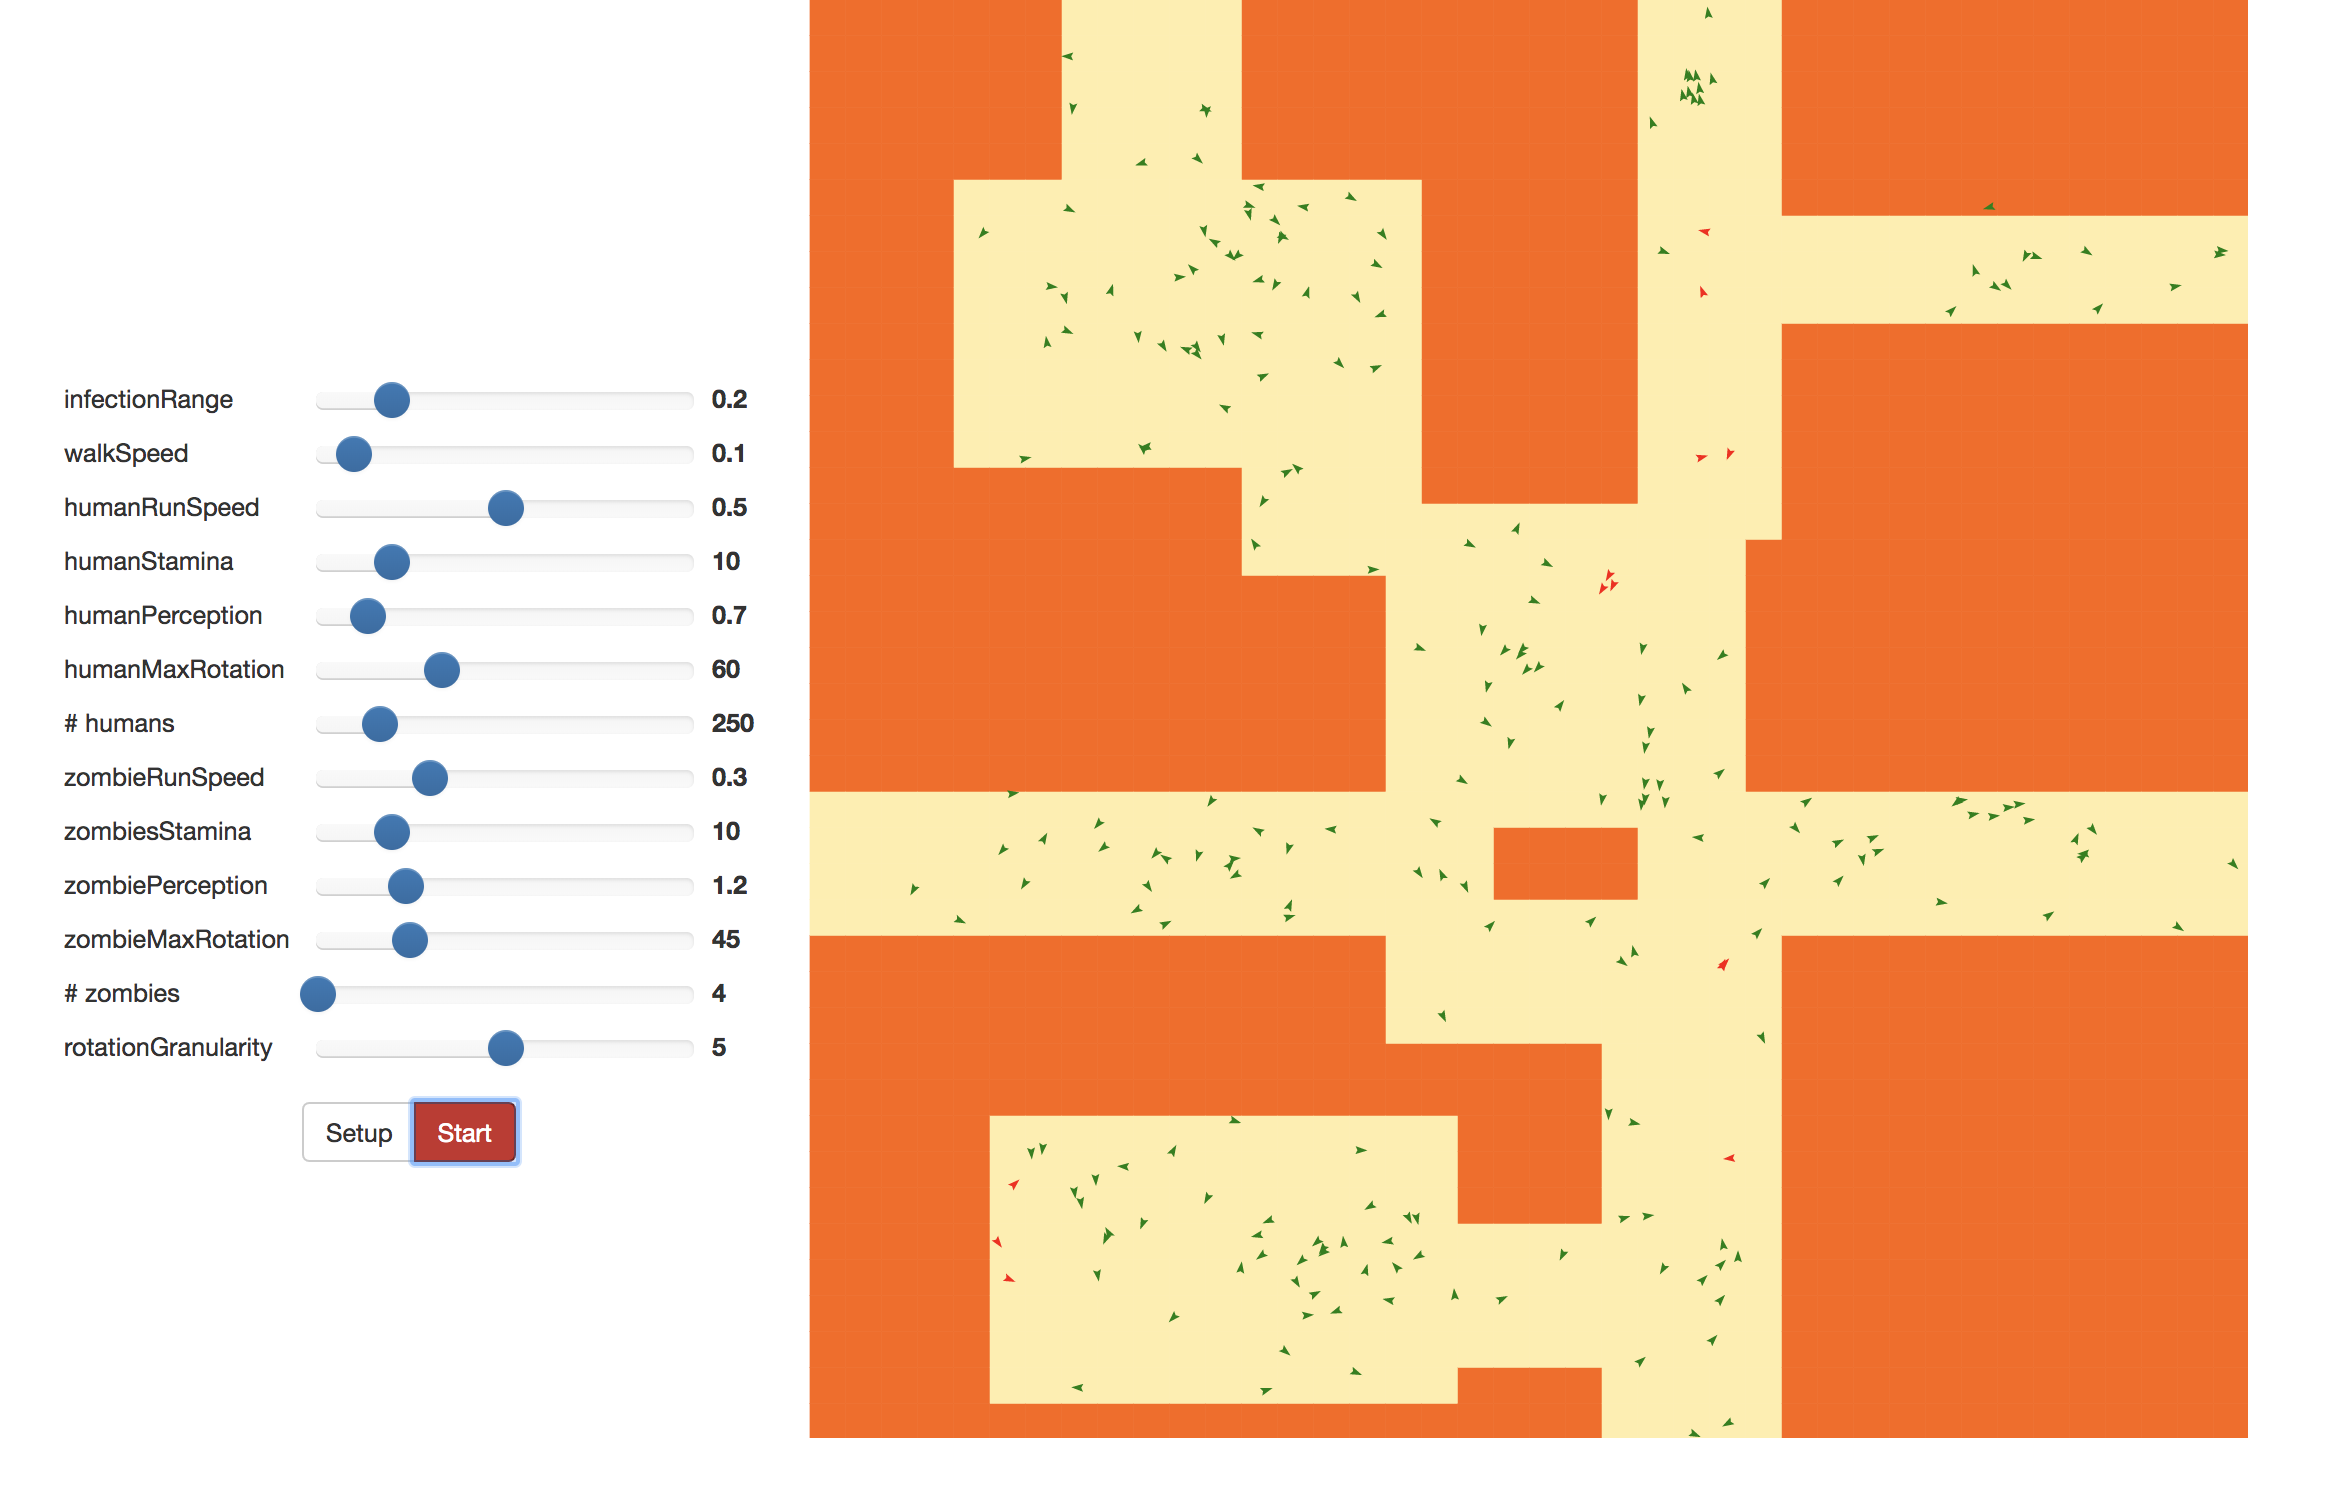 infectionRange 0.2
walkSpeed 0.1
humanRunSpeed 0.5
humanStamina 10
humanPerception 0.7
humanMaxRotation 60
# humans 250
zombieRunSpeed 0.3
zombiesStamina 10
zombiePerception 1.2
zombieMaxRotation 45
# zombies 4
rotationGranularity 5
Setup Start